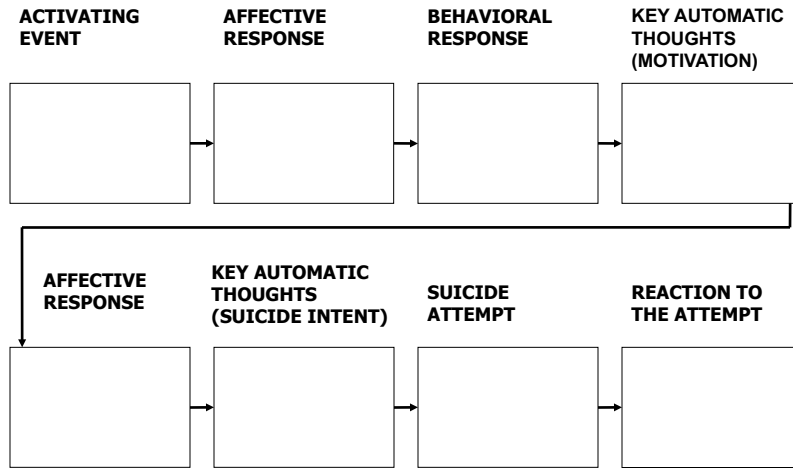 ACTIVATING
EVENT
AFFECTIVE
RESPONSE
BEHAVIORAL
RESPONSE
KEY AUTOMATIC
THOUGHTS
(MOTIVATION)
AFFECTIVE
RESPONSE
KEY AUTOMATIC
THOUGHTS
(SUICIDE INTENT)
SUICIDE
ATTEMPT
REACTION TO
THE ATTEMPT